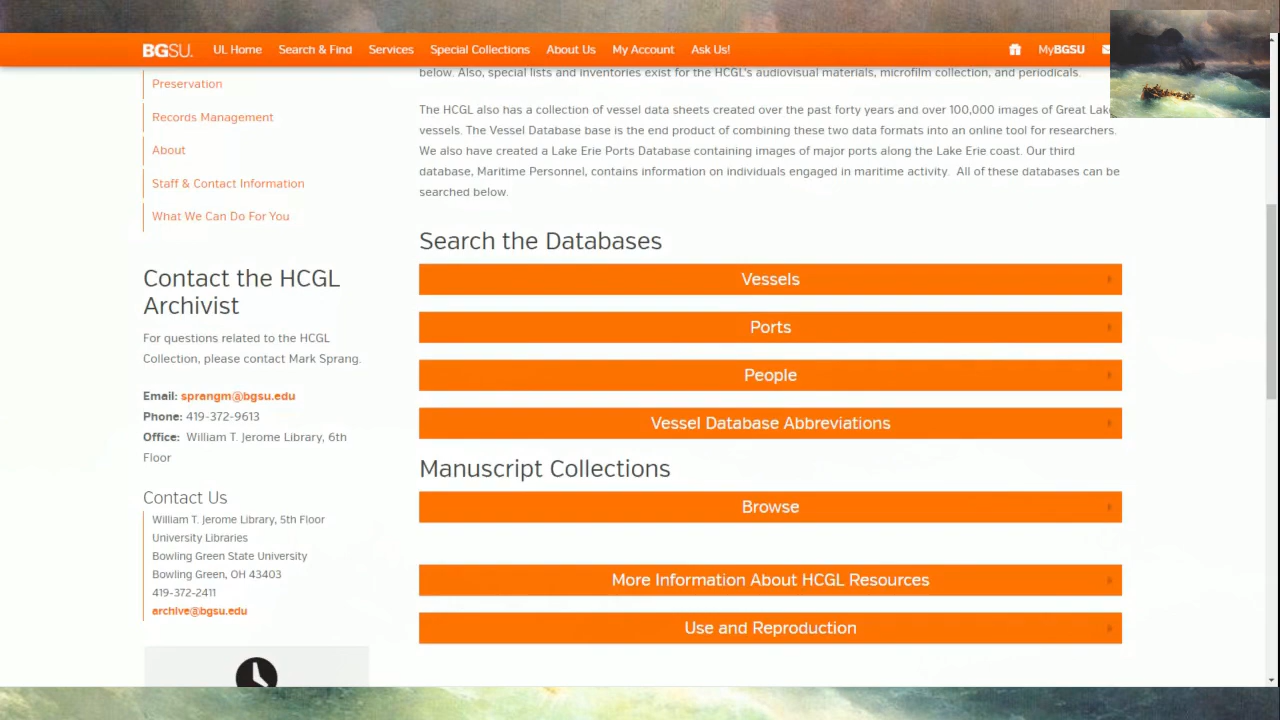 BGSU. UL Home Search & Find Services Special Collections About Us My Account Ask Us! MyBGSU
Preservation
Records Management
About
Staff & Contact Information
What We Can Do For You
Contact the HCGL
Archivist
For questions related to the HCGL
Collection, please contact Mark Sprang.
Email: sprangm@bgsu.edu
Phone: 419-372-9613
Office: William T. Jerome Library, 6th
Floor
Contact Us
William T. Jerome Library, 5th Floor
University Libraries
Bowling Green State University
Bowling Green, OH 43403
419-372-2411
archive@bgsu.edu
below. Also, special lists and inventories exist for the HCGL's audiovisual materials, microfilm collection, and periodicals.
The HCGL also has a collection of vessel data sheets created over the past forty years and over 100,000 images of Great
vessels. The Vessel Database base is the end product of combining these two data formats into an online tool for researchers.
We also have created a Lake Erie Ports Database containing images of major ports along the Lake Erie coast. Our third
database, Maritime Personnel, contains information on individuals engaged in maritime activity. All of these databases can be
searched below.
Search the Databases
Vessels
Ports
People
Vessel Database Abbreviations
Manuscript Collections
Browse
More Information About HCGL Resources
Use and Reproduction